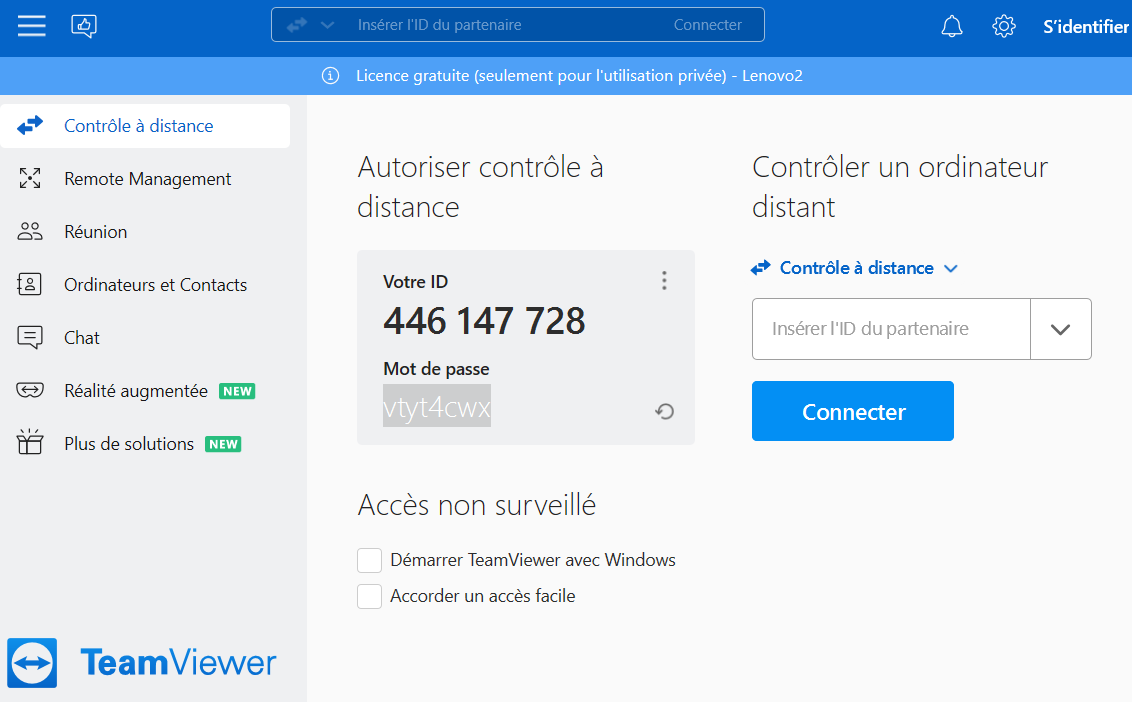 Insérer l'ID du partenaire Connecter S'identifier
Licence gratuite (seulement pour l'utilisation privée) - Lenovo2
Contrôle à distance
Remote Management
Réunion
Ordinateurs et Contacts
Chat
Réalité augmentée NEW
Plus de solutions NEW
TeamViewer
Autoriser contrôle à
distance
Votre ID
446 147 728
Mot de passe
vtyt4cwx
Accès non surveillé
Démarrer TeamViewer avec Windows
Accorder un accès facile
Contrôler un ordinateur
distant
Contrôle à distance
Insérer l'ID du partenaire
Connecter